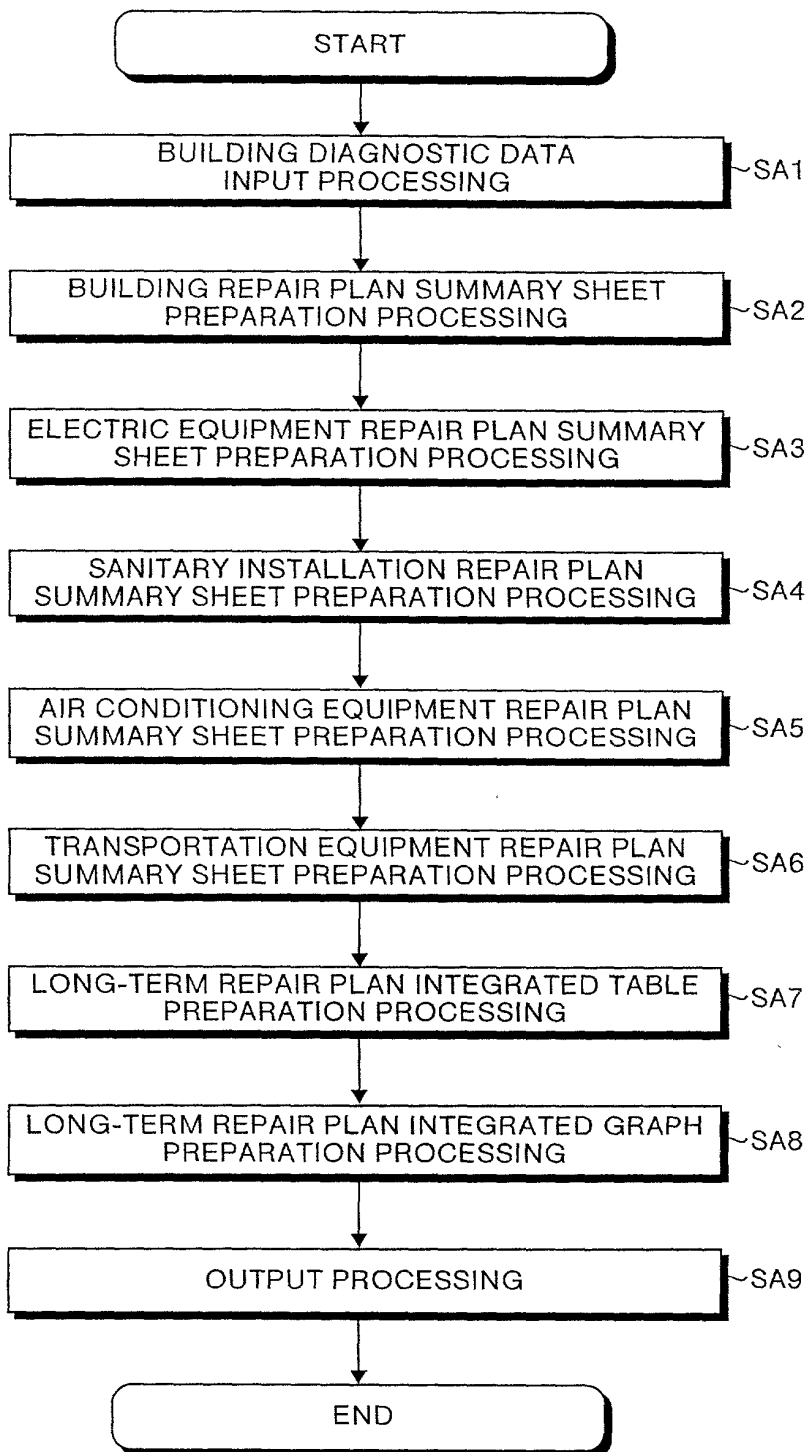 START
BUILDING DIAGNOSTIC DATA
INPUT PROCESSING
SA1
BUILDING REPAIR PLAN SUMMARY SHEET
PREPARATION PROCESSING
SA2
ELECTRIC EQUIPMENT REPAIR PLAN SUMMARY
SHEET PREPARATION PROCESSING
SA3
SANITARY INSTALLATION REPAIR PLAN
SUMMARY SHEET PREPARATION PROCESSING
SA4
AIR CONDITIONING EQUIPMENT REPAIR PLAN
SUMMARY SHEET PREPARATION PROCESSING
SA5
TRANSPORTATION EQUIPMENT REPAIR PLAN
SUMMARY SHEET PREPARATION PROCESSING
SA6
LONG-TERM REPAIR PLAN INTEGRATED TABLE
PREPARATION PROCESSING
SA7
LONG-TERM REPAIR PLAN INTEGRATED GRAPH
PREPARATION PROCESSING
SA8
OUTPUT PROCESSING
SA9
END